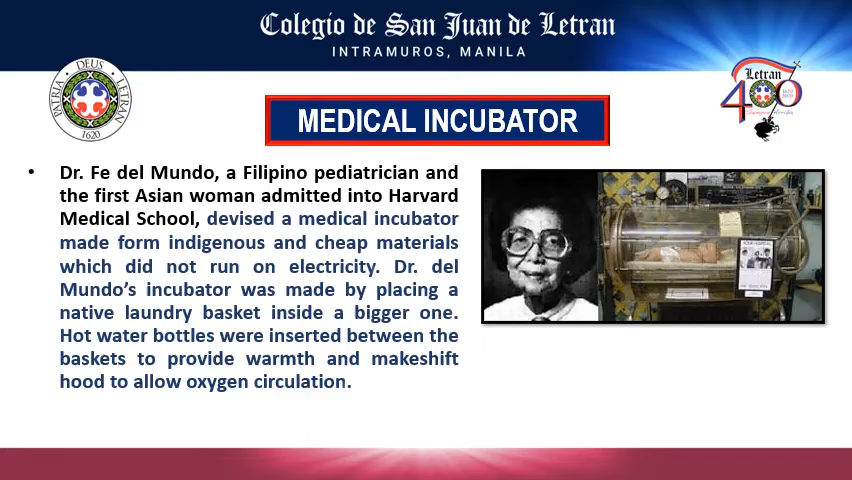 Colegio de San Juan de Letran
INTRAMUROS, MANILA
DEUS
PATRIA
LETRAN
1620
Letran
400
MEDICAL INCUBATOR
• Dr. Fe del Mundo, a Filipino pediatrician and
the first Asian woman admitted into Harvard
Medical School, devised a medical incubator
made form indigenous and cheap materials
which did not run on electricity. Dr. del
Mundo’s incubator was made by placing a
native laundry basket inside a bigger one.
Hot water bottles were inserted between the
baskets to provide warmth and makeshift
hood to allow oxygen circulation.